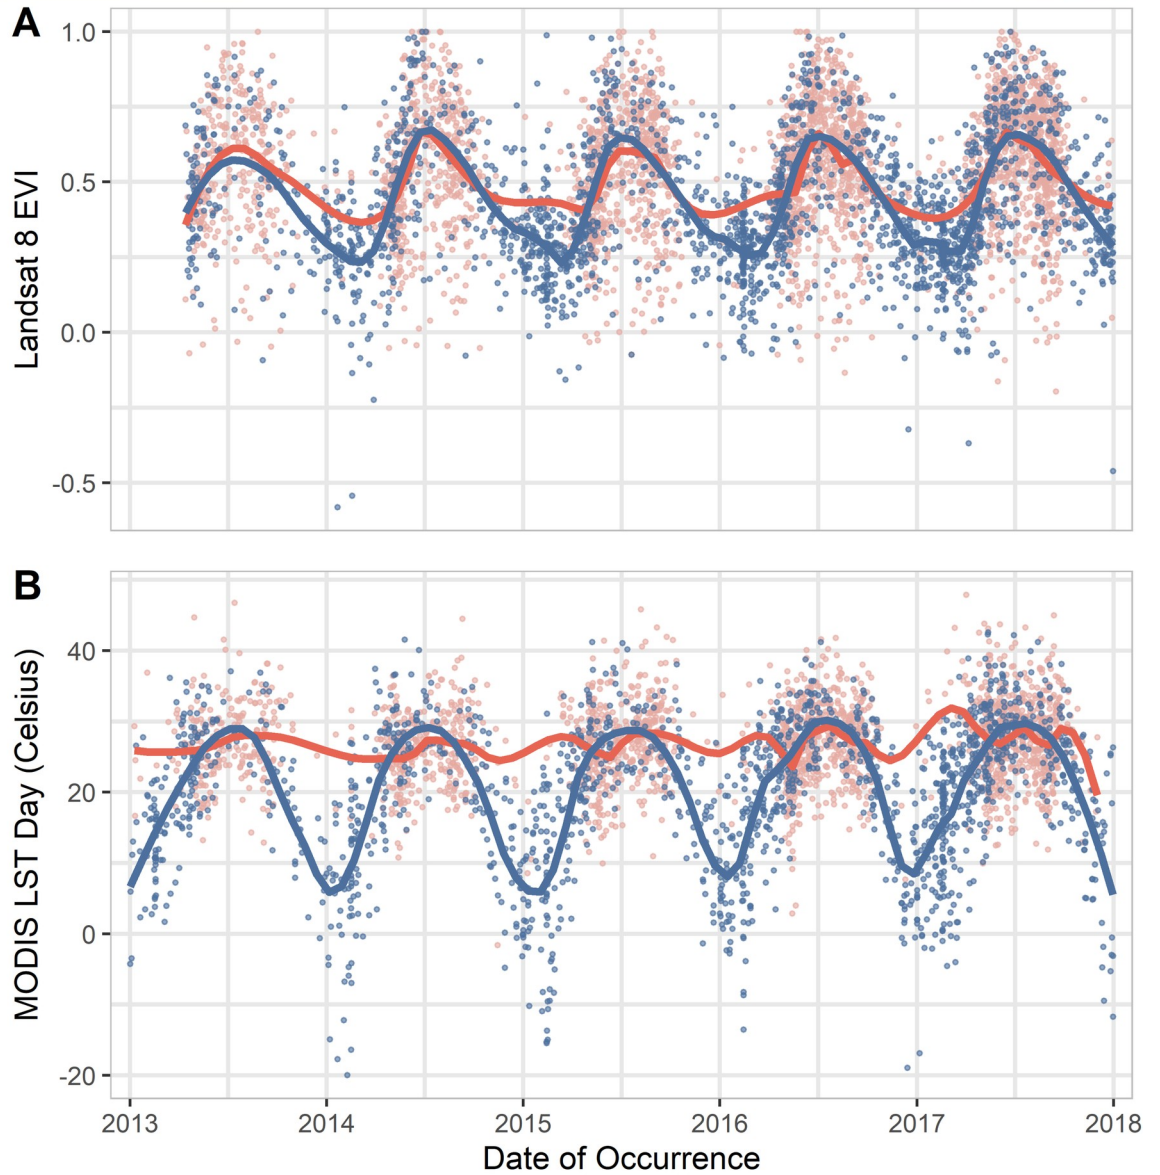 A
Landsat 8 EVI
1.0
0.5
0.0
-0.5
B
MODIS LST Day (Celsius)
40
20
0
-20
2013 2014 2015 2016 2017 2018
Date of Occurrence